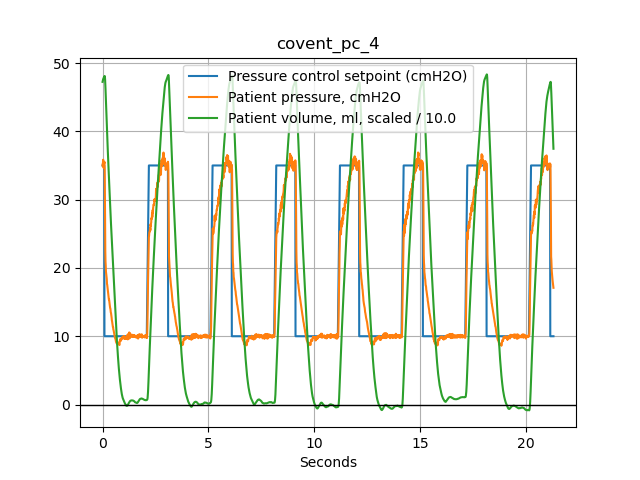 covent_pc_4
50
40
30
20
10
0
Pressure control setpoint (cmH2O)
Patient pressure, cmH2O
Patient volume, ml, scaled / 10.0
0 5 10 15 20
Seconds